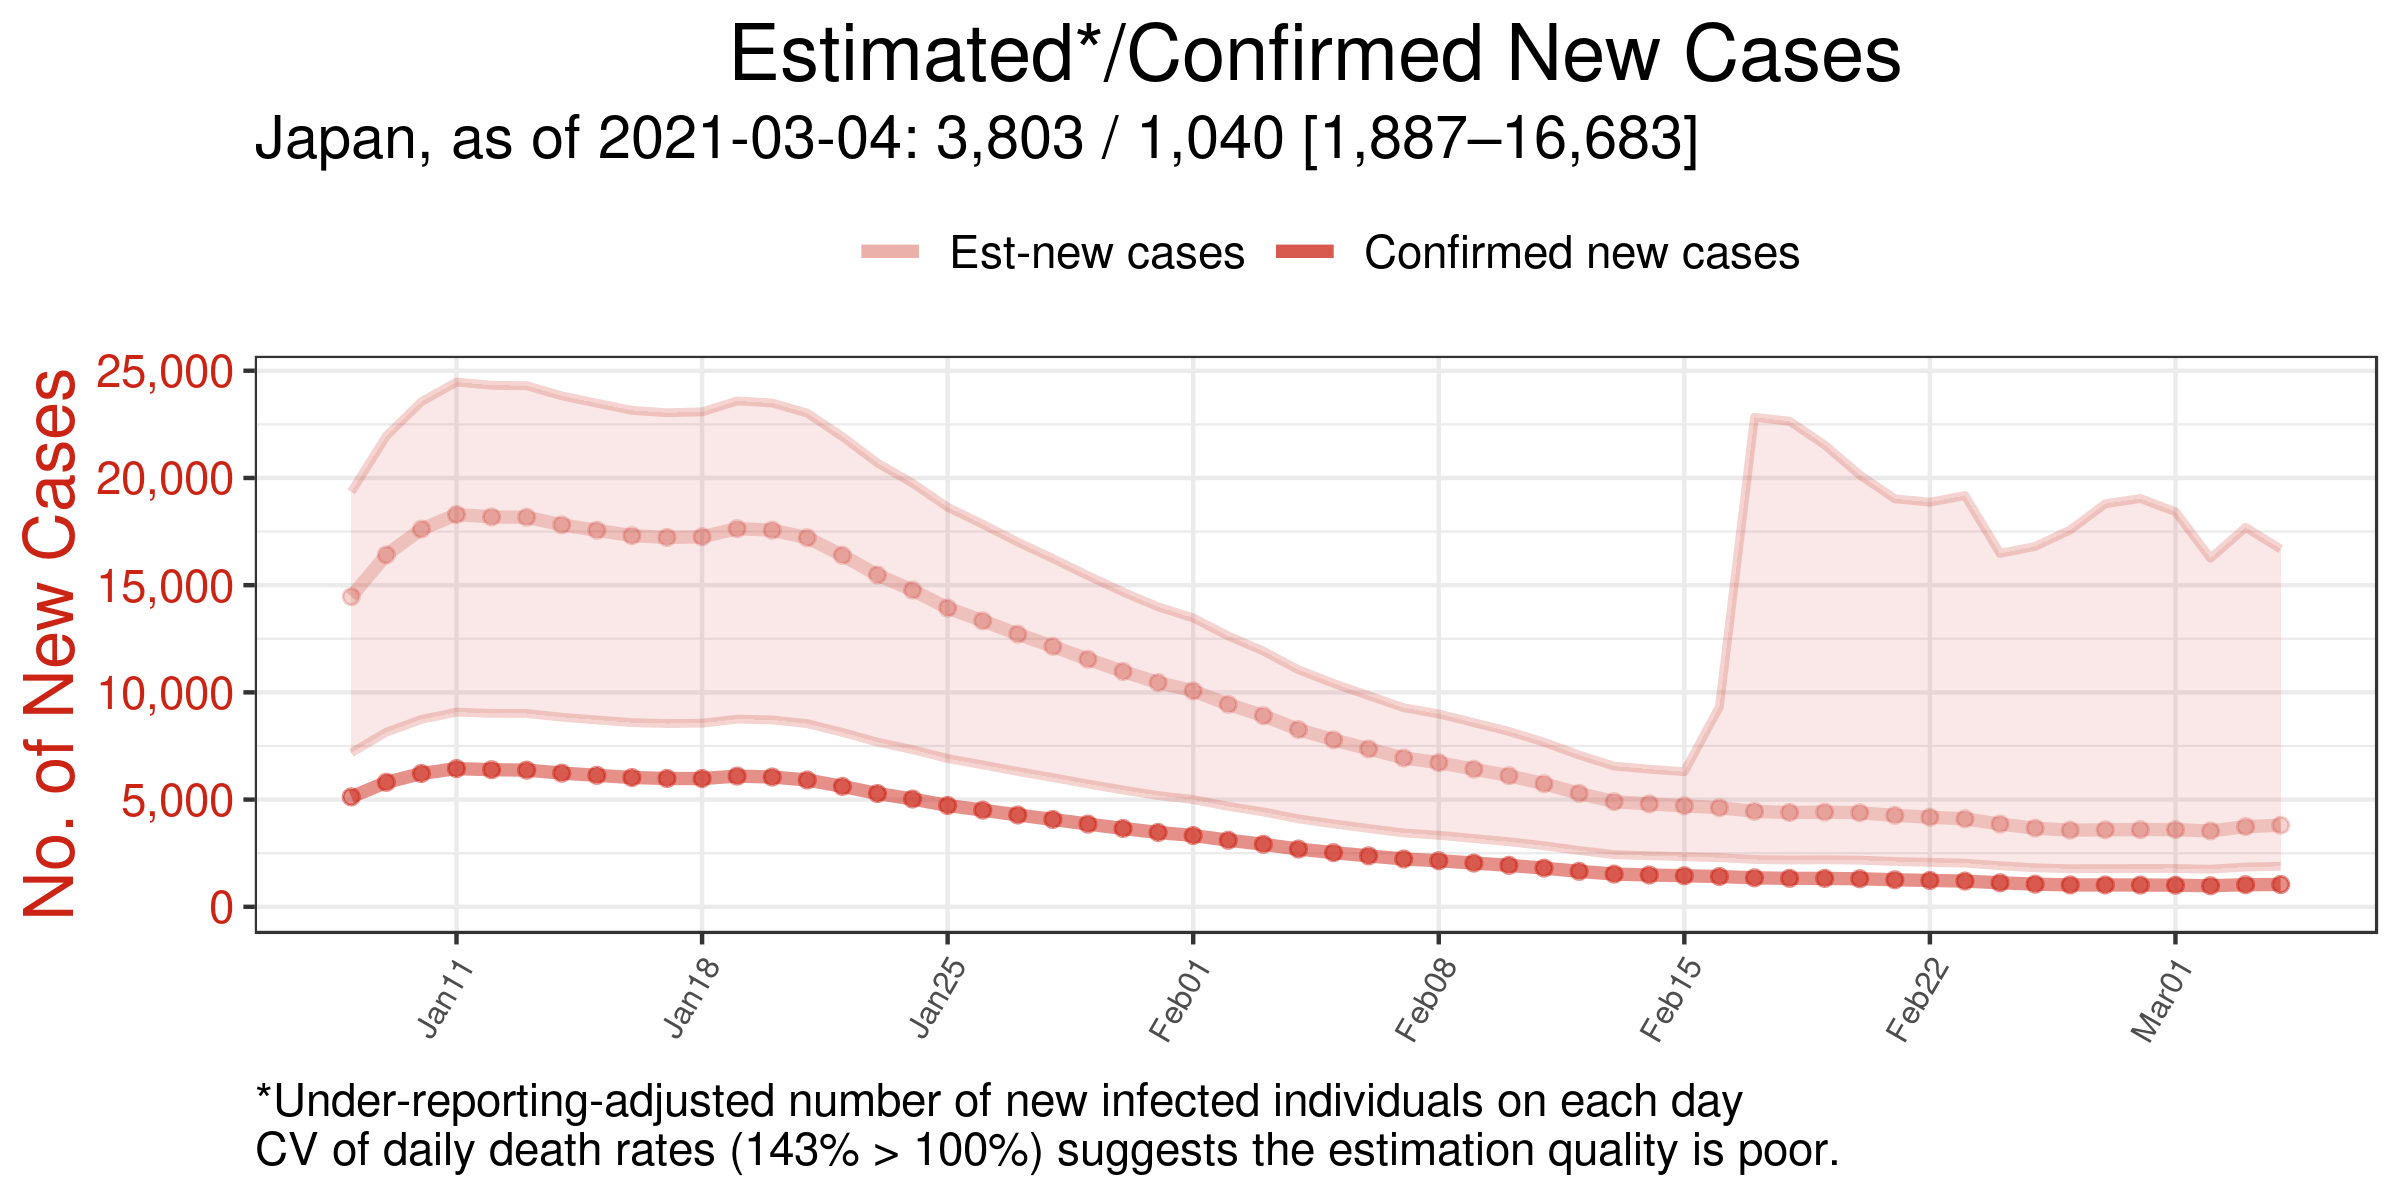 Estimated*/Confirmed New Cases
Japan, as of 2021-03-04: 3,803 / 1,040 [1,887–16,683]
Est-new cases
Confirmed new cases
No. of New Cases
25,000
20,000
15,000
10,000
5,000
0
Jan11
Jan18
Jan25
Feb01
Feb08
Feb15
Feb22
Mar01
*Under-reporting-adjusted number of new infected individuals on each day
CV of daily death rates (143% > 100%) suggests the estimation quality is poor.